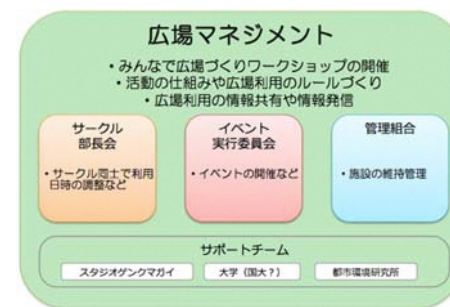 広場マネジメント
・みんなで広場づくりワークショップの開催
・活動の仕組みや広場利用のルールづくり
・広場利用の情報共有や情報発信
サークル
部長会
・サークル同士で利用
日時の調整など
イベント
実行委員会
・イベントの開催など
管理組合
・施設の維持管理
サポートチーム
スタジオゲンクマガイ
大学（国大？）
都市環境研究所